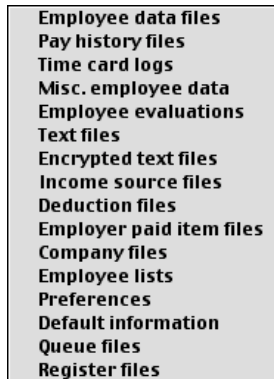 Employee data files
Pay history files
Time card logs
Misc. employee data
Employee evaluations
Text files
Encrypted text files
Income source files
Deduction files
Employer paid item files
Company files
Employee lists
Preferences
Default information
Queue files
Register files